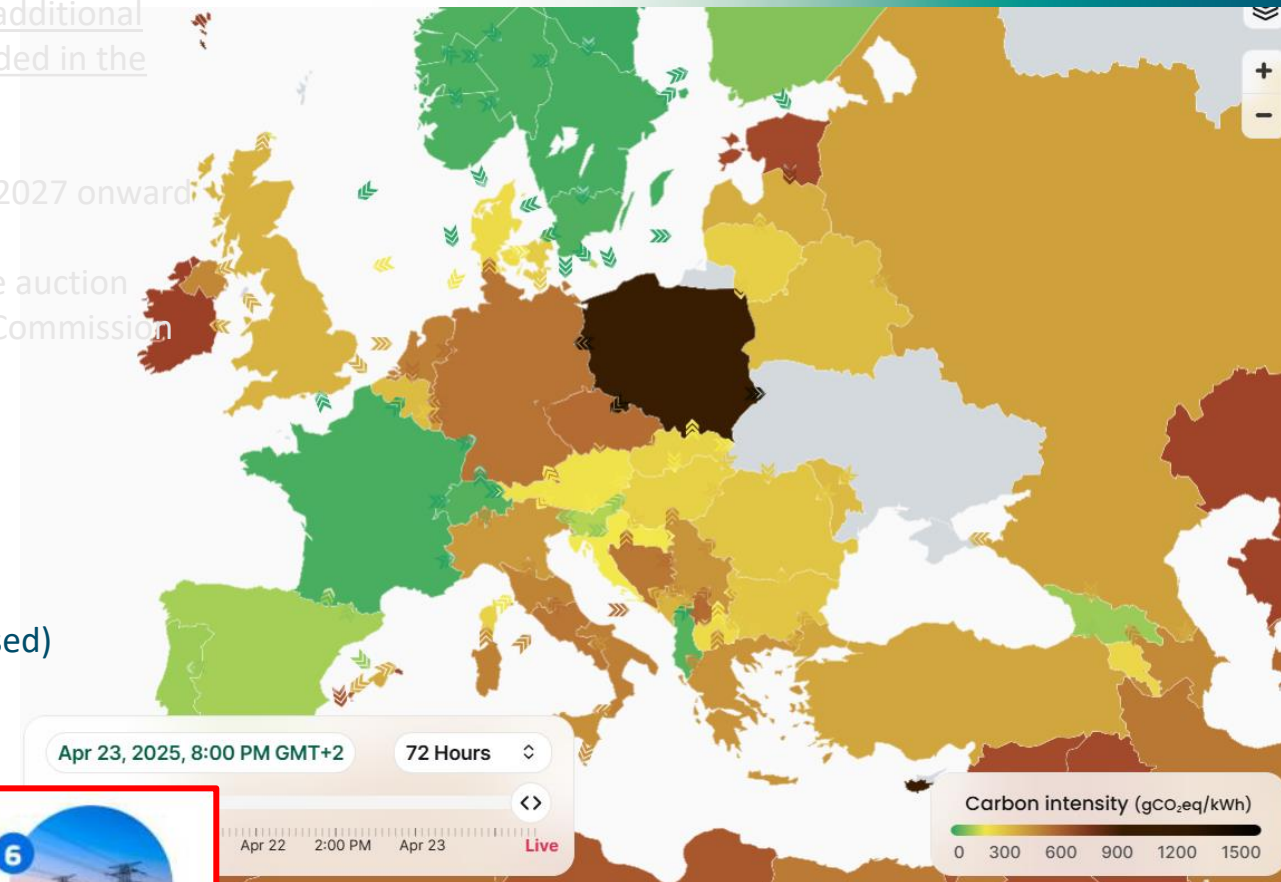 additional
ded in the
2027 onward
e auction
Commission
sed)
Apr 23, 2025, 8:00 PM GMT+2
72 Hours
Apr 22
2:00 PM
Apr 23
Live
6
+
−
Carbon intensity (gCO₂eq/kWh)
0 300 600 900 1200 1500